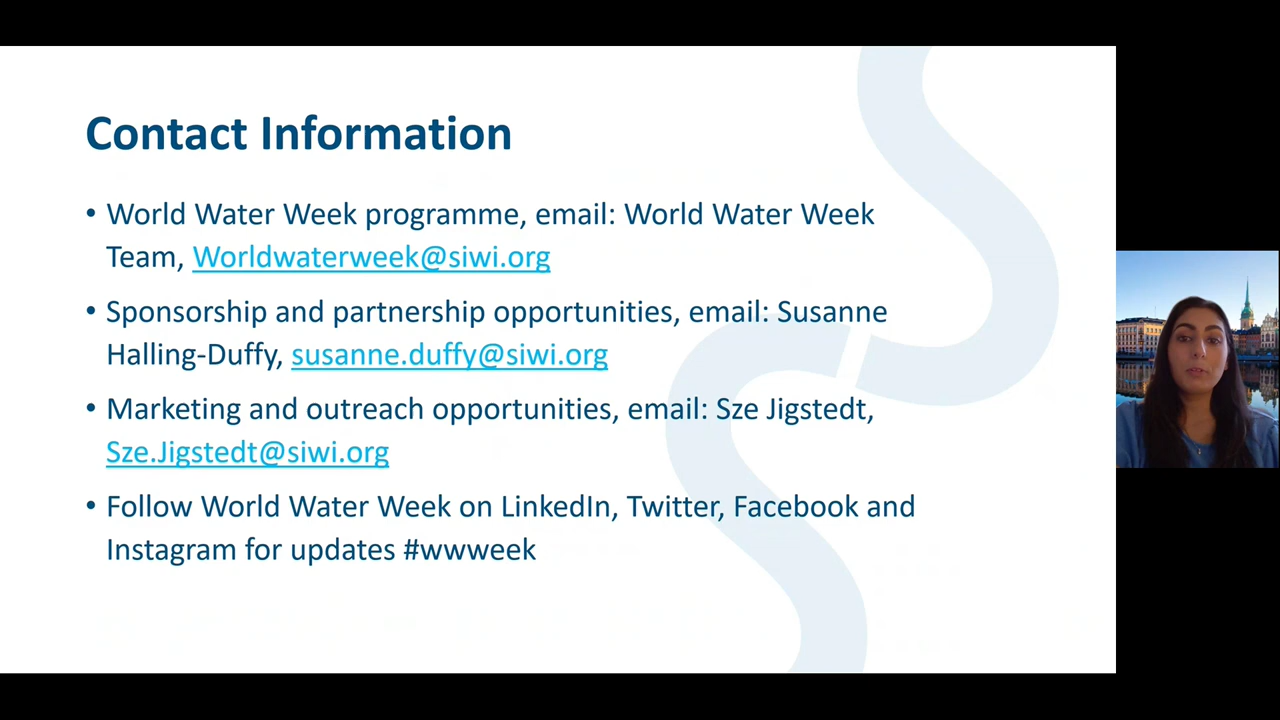 Contact Information
• World Water Week programme, email: World Water Week
Team, Worldwaterweek@siwi.org
• Sponsorship and partnership opportunities, email: Susanne
Halling-Duffy, susanne.duffy@siwi.org
• Marketing and outreach opportunities, email: Sze Jigstedt,
Sze.Jigstedt@siwi.org
• Follow World Water Week on LinkedIn, Twitter, Facebook and
Instagram for updates #wwweek